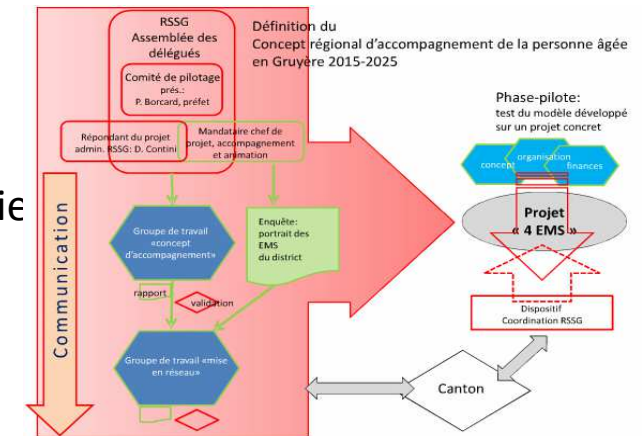 RSSG
Assemblée des
délégués
Comité de pilotage
prés.:
P. Borcard, préfet
Répondant du projet
admin. RSSG: D. Contini
Mandataire chef de
projet, accompagnement
et animation
Définition du
Concept régional d'accompagnement de la personne âgée
en Gruyère 2015-2025
Communication
Groupe de travail
«concept
d'accompagnement»
Enquête:
portrait des
EMS
du district
rapport
validation
Groupe de travail «mise
en réseau»
ie
Phase-pilote:
test du modèle développé
sur un projet concret
concept
organisation
finances
Projet
« 4 EMS »
Dispositif
Coordination RSSG
Canton